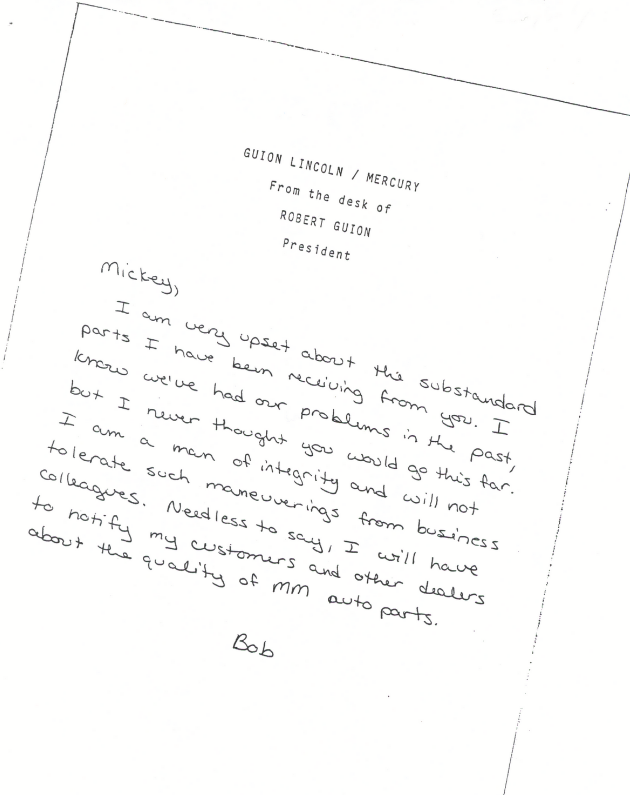 GUION LINCOLN / MERCURY
From the desk of
ROBERT GUION
President
Mickey,
I am very upset about the substandard
parts I have been receiving from you. I
know we've had our problems in the past,
but I never thought you would go this far.
I am a man of integrity and will not
tolerate such maneuverings from business
colleagues. Needless to say, I will have
to notify my customers and other dealers
about the quality of MM auto parts.
Bob